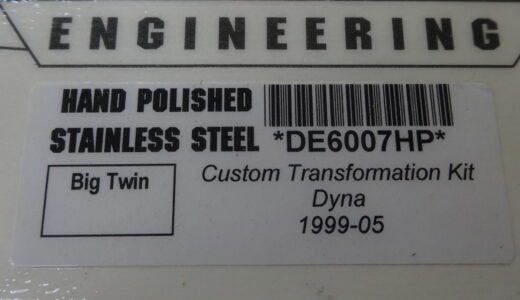 ENGINEERING
HAND POLISHED
STAINLESS STEEL *DE6007HP*
Big Twin
Custom Transformation Kit
Dyna
1999-05